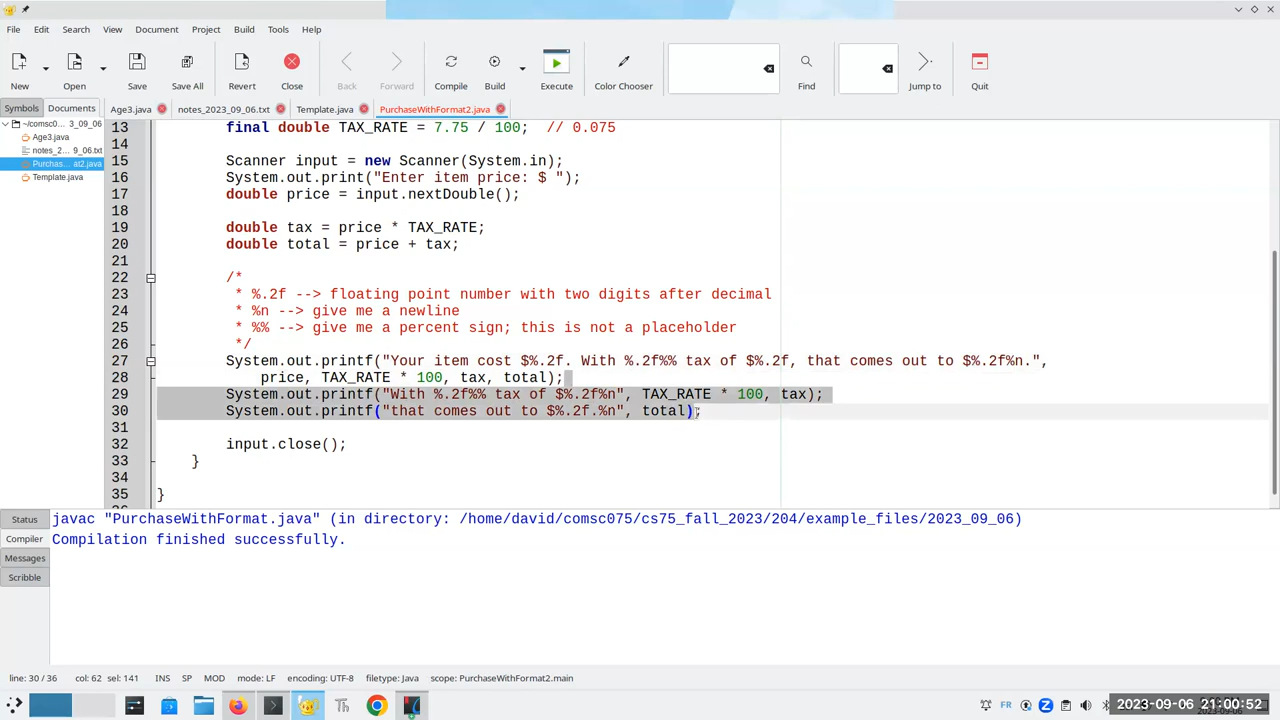 File Edit Search View Document Project Build Tools Help
New Open Save Save All Revert Close Back Forward Compile Build Execute Color Chooser Find Jump to Quit
Symbols Documents Age3.java notes_2023_09_06.txt Template.java PurchaseWithFormat2.java
~/comsc0... 3_09_06
Age3.java
notes_2... 9_06.txt
Purchas... at2.java
Template.java
13 final double TAX_RATE = 7.75 / 100; // 0.075
14
15 Scanner input = new Scanner(System.in);
16 System.out.print("Enter item price: $ ");
17 double price = input.nextDouble();
18
19 double tax = price * TAX_RATE;
20 double total = price + tax;
21
22 /*
23 * %.2f --> floating point number with two digits after decimal
24 * %n --> give me a newline
25 * %% --> give me a percent sign; this is not a placeholder
26 */
27 System.out.printf("Your item cost $%.2f. With %.2f%% tax of $%.2f, that comes out to $%.2f%n.",
28 price, TAX_RATE * 100, tax, total);
29 System.out.printf("With %.2f%% tax of $%.2f%n", TAX_RATE * 100, tax);
30 System.out.printf("that comes out to $%.2f.%n", total);
31
32 input.close();
33 }
34
35 }
Status
Compiler
Messages
Scribble
javac "PurchaseWithFormat.java" (in directory: /home/david/comsc075/cs75_fall_2023/204/example_files/2023_09_06)
Compilation finished successfully.
line: 30 / 36 col: 62 sel: 141 INS SP MOD mode: LF encoding: UTF-8 filetype: Java scope: PurchaseWithFormat2.main
Th FR 2023-09-06 21:00:52